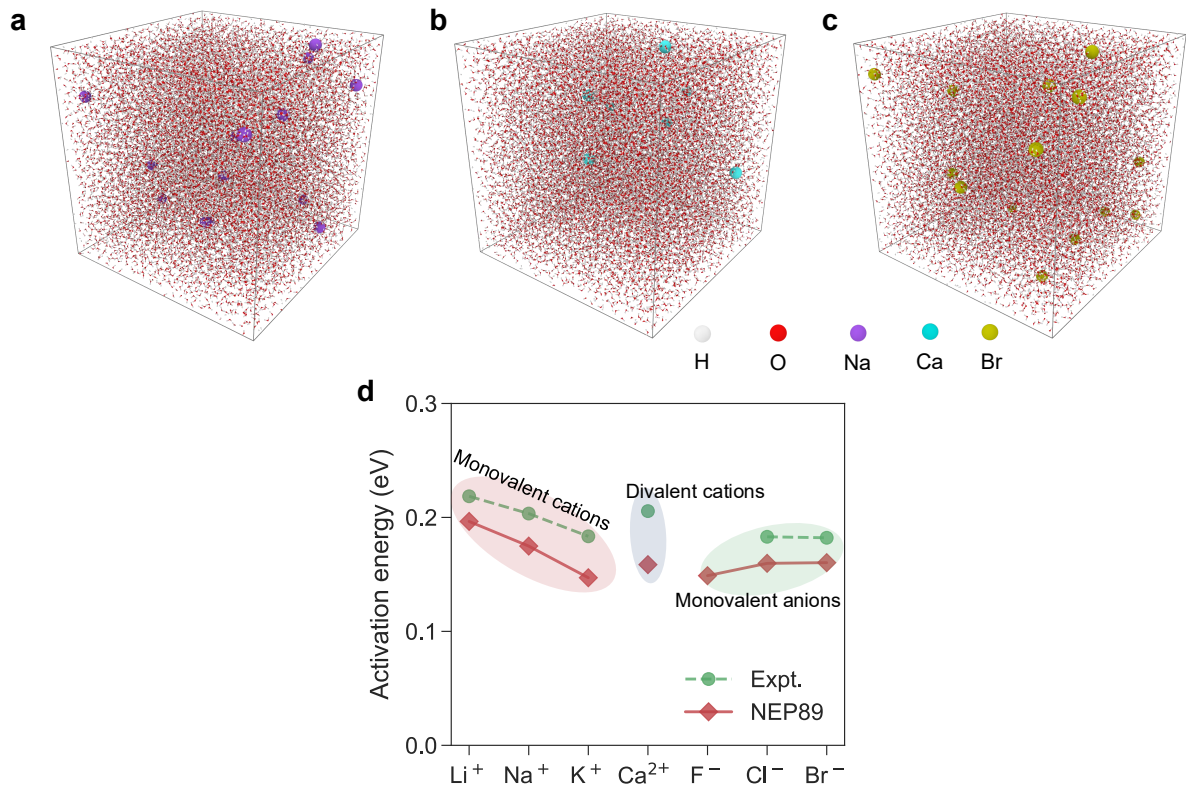 a
b
c
H O Na Ca Br
d
Activation energy (eV)
0.3
0.2
0.1
0.0
Monovalent cations
Divalent cations
Monovalent anions
Expt.
NEP89
Li⁺ Na⁺ K⁺ Ca²⁺ F⁻ Cl⁻ Br⁻